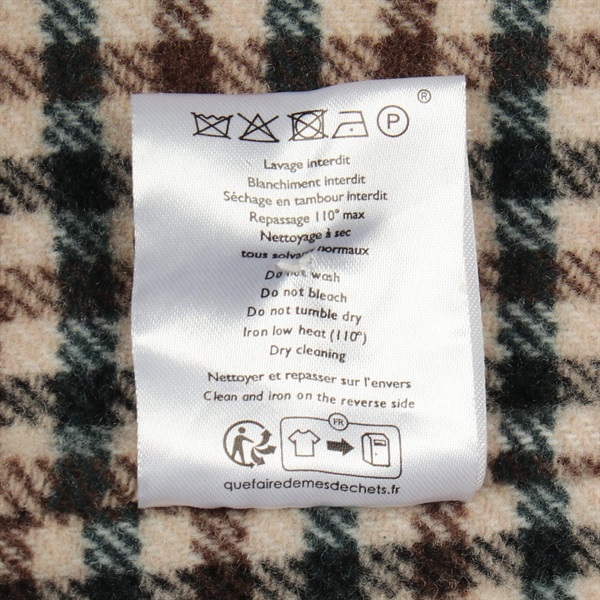 ®
P
Lavage interdit
Blanchiment interdit
Séchage en tambour interdit
Repassage 110° max
Nettoyage à sec
tous solvants normaux
Do not wash
Do not bleach
Do not tumble dry
Iron low heat (110°)
Dry cleaning
Nettoyer et repasser sur l'envers
Clean and iron on the reverse side
FR
quefairedemesdechets.fr